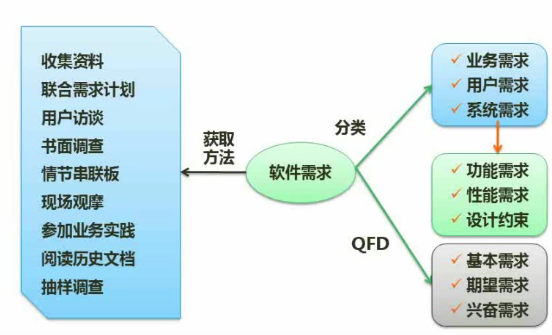 收集资料
联合需求计划
用户访谈
书面调查
情节串联板
现场观摩
参加业务实践
阅读历史文档
抽样调查
获取
方法
软件需求
分类
QFD
业务需求
用户需求
系统需求
功能需求
性能需求
设计约束
基本需求
期望需求
兴奋需求